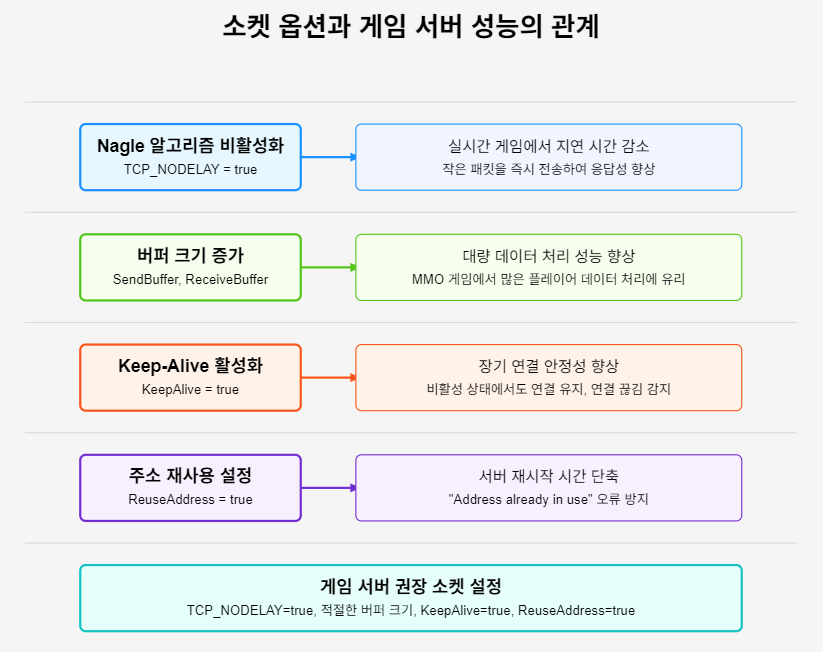 소켓 옵션과 게임 서버 성능의 관계
Nagle 알고리즘 비활성화
TCP_NODELAY = true
실시간 게임에서 지연 시간 감소
작은 패킷을 즉시 전송하여 응답성 향상
버퍼 크기 증가
SendBuffer, ReceiveBuffer
대량 데이터 처리 성능 향상
MMO 게임에서 많은 플레이어 데이터 처리에 유리
Keep-Alive 활성화
KeepAlive = true
장기 연결 안정성 향상
비활성 상태에서도 연결 유지, 연결 끊김 감지
주소 재사용 설정
ReuseAddress = true
서버 재시작 시간 단축
"Address already in use" 오류 방지
게임 서버 권장 소켓 설정
TCP_NODELAY=true, 적절한 버퍼 크기, KeepAlive=true, ReuseAddress=true